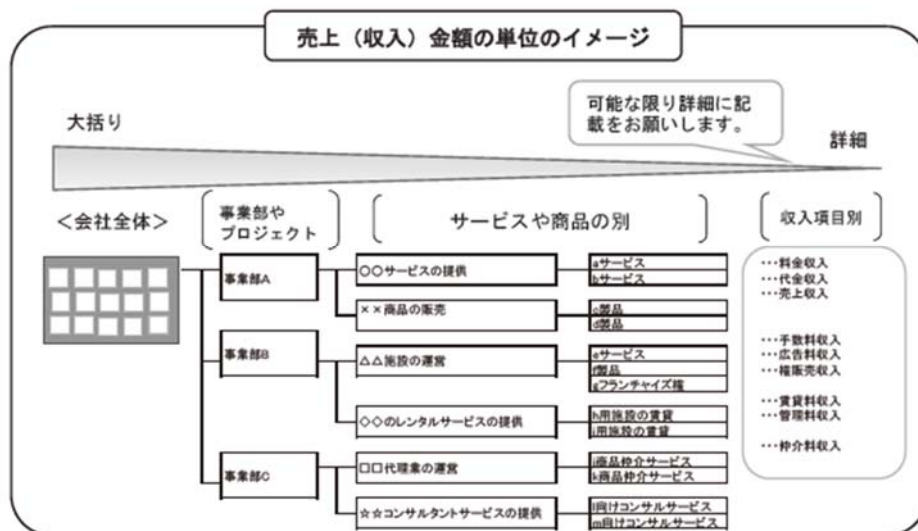 売上（収入）金額の単位のイメージ
可能な限り詳細に記
載をお願いします。
大括り
詳細
＜会社全体＞
事業部や
プロジェクト
サービスや商品の別
収入項目別
事業部A
○○サービスの提供
aサービス
bサービス
××商品の販売
c製品
d製品
事業部B
△△施設の運営
eサービス
f製品
gフランチャイズ権
◇◇のレンタルサービスの提供
h用施設の賃貸
i用施設の賃貸
事業部C
□□代理業の運営
j商品仲介サービス
k商品仲介サービス
☆☆コンサルタントサービスの提供
l向けコンサルサービス
m向けコンサルサービス
･･･料金収入
･･･代金収入
･･･売上収入
･･･手数料収入
･･･広告料収入
･･･権販売収入
･･･賃貸料収入
･･･管理料収入
･･･仲介料収入